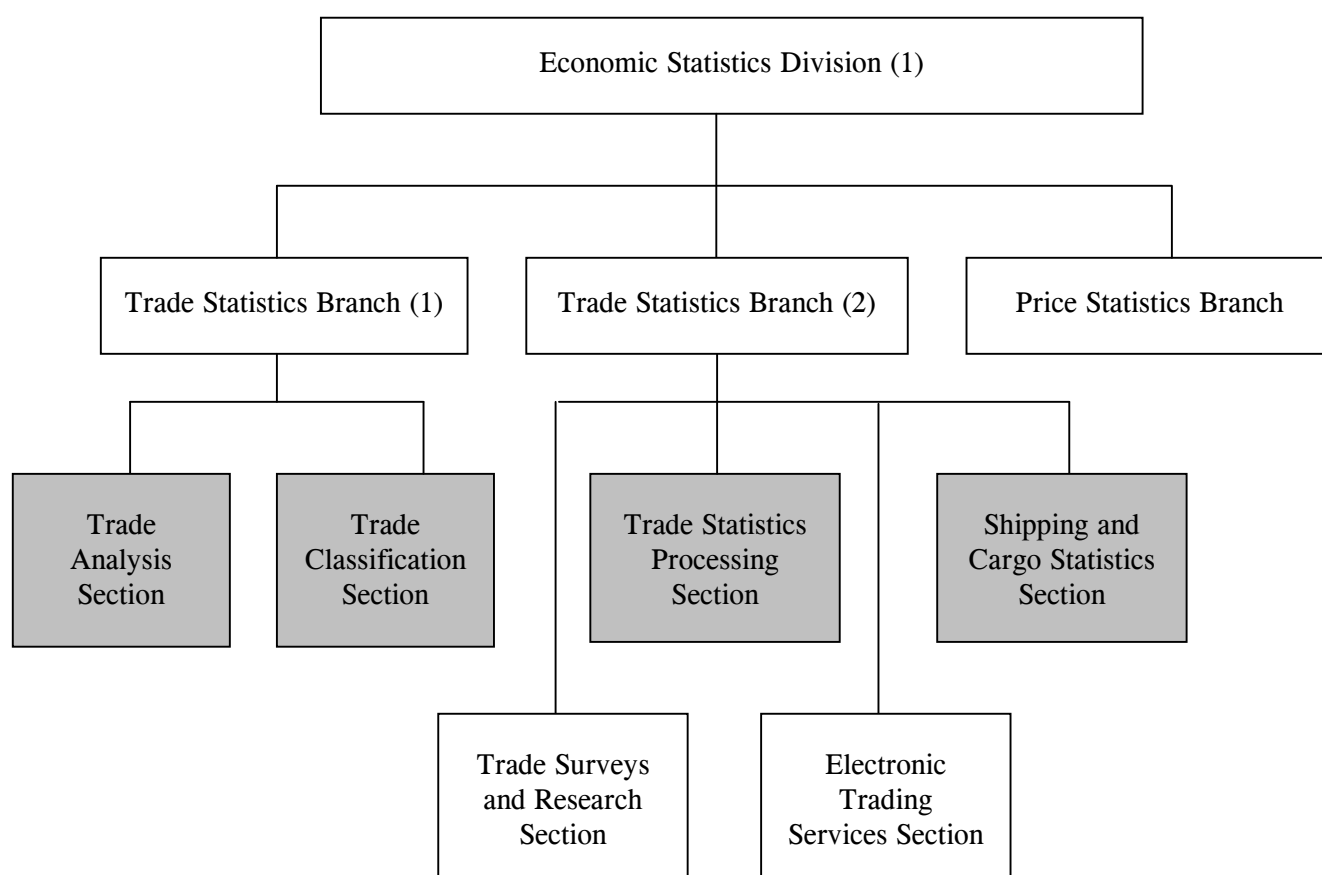 Economic Statistics Division (1)
Trade Statistics Branch (1)
Trade Statistics Branch (2)
Price Statistics Branch
Trade
Analysis
Section
Trade
Classification
Section
Trade Statistics
Processing
Section
Shipping and
Cargo Statistics
Section
Trade Surveys
and Research
Section
Electronic
Trading
Services Section